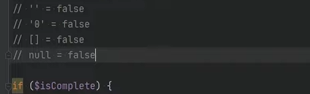 // '' = false
// '0' = false
// [] = false
// null = false
if ($isComplete) {